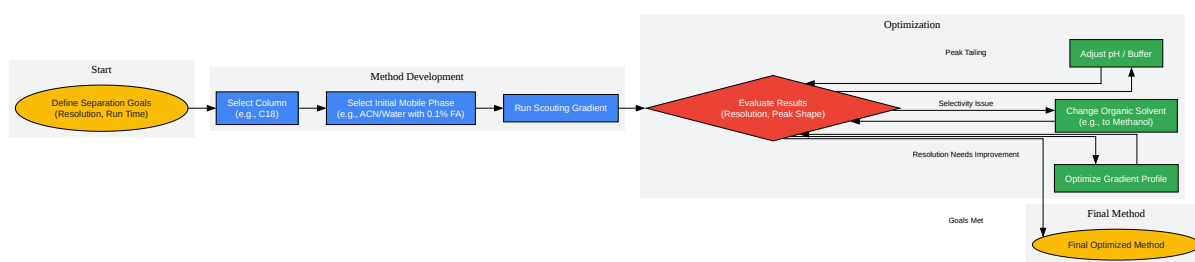 Start
Define Separation Goals
(Resolution, Run Time)
Method Development
Select Column
(e.g., C18)
Select Initial Mobile Phase
(e.g., ACN/Water with 0.1% FA)
Run Scouting Gradient
Optimization
Evaluate Results
(Resolution, Peak Shape)
Peak Tailing
Adjust pH / Buffer
Selectivity Issue
Change Organic Solvent
(e.g., to Methanol)
Resolution Needs Improvement
Optimize Gradient Profile
Goals Met
Final Method
Final Optimized Method